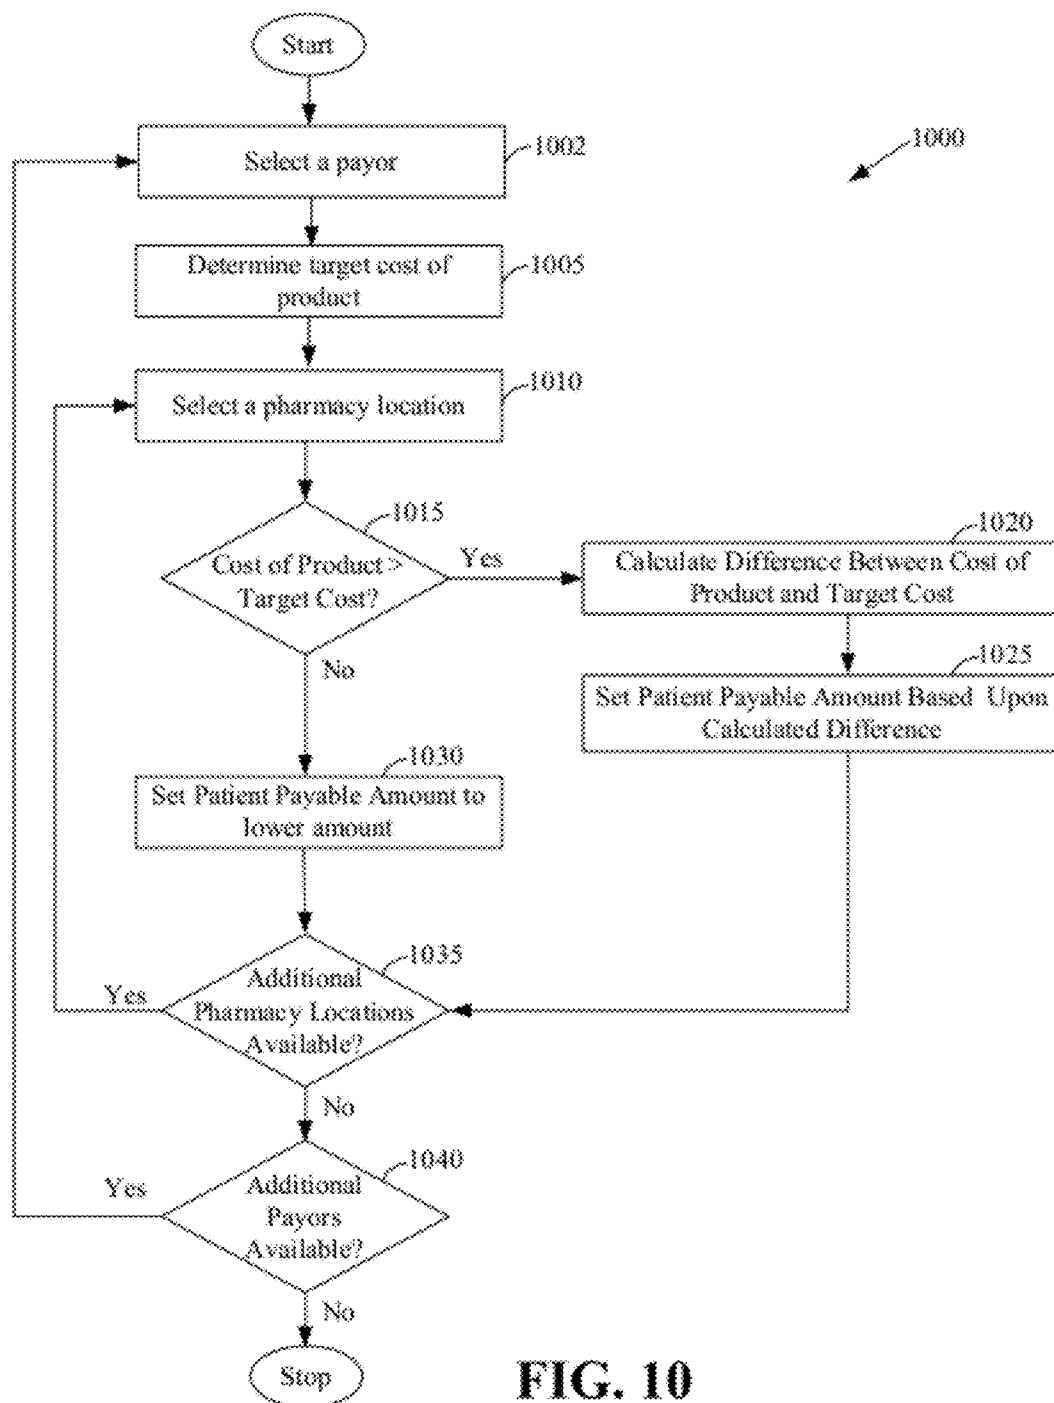 Start
1000
Select a payor
1002
Determine target cost of
product
1005
Select a pharmacy location
1010
1015
Cost of Product >
Target Cost?
Yes
No
1020
Calculate Difference Between Cost of
Product and Target Cost
1025
Set Patient Payable Amount Based Upon
Calculated Difference
1030
Set Patient Payable Amount to
lower amount
1035
Additional
Pharmacy Locations
Available?
Yes
No
1040
Additional
Payors
Available?
Yes
No
Stop
FIG. 10